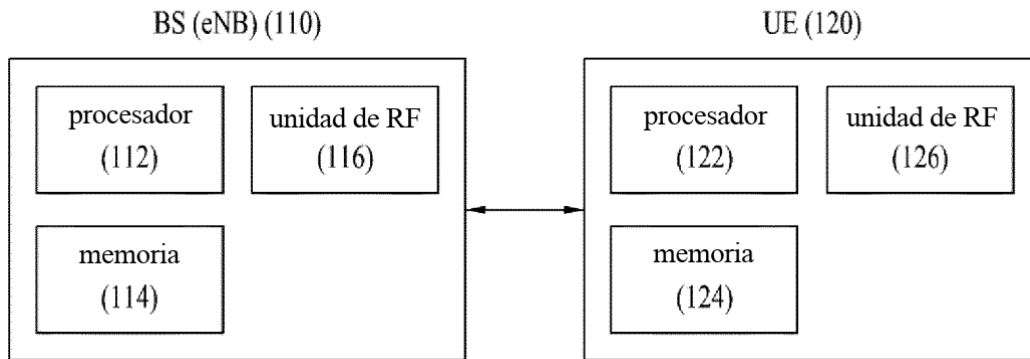 BS (eNB) (110)
procesador
(112)
unidad de RF
(116)
memoria
(114)
UE (120)
procesador
(122)
unidad de RF
(126)
memoria
(124)